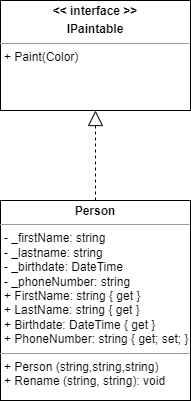 << interface >>
IPaintable
+ Paint(Color)
Person
- _firstName: string
- _lastname: string
- _birthdate: DateTime
- _phoneNumber: string
+ FirstName: string { get }
+ LastName: string { get }
+ Birthdate: DateTime { get }
+ PhoneNumber: string { get; set; }
+ Person (string,string,string)
+ Rename (string, string): void